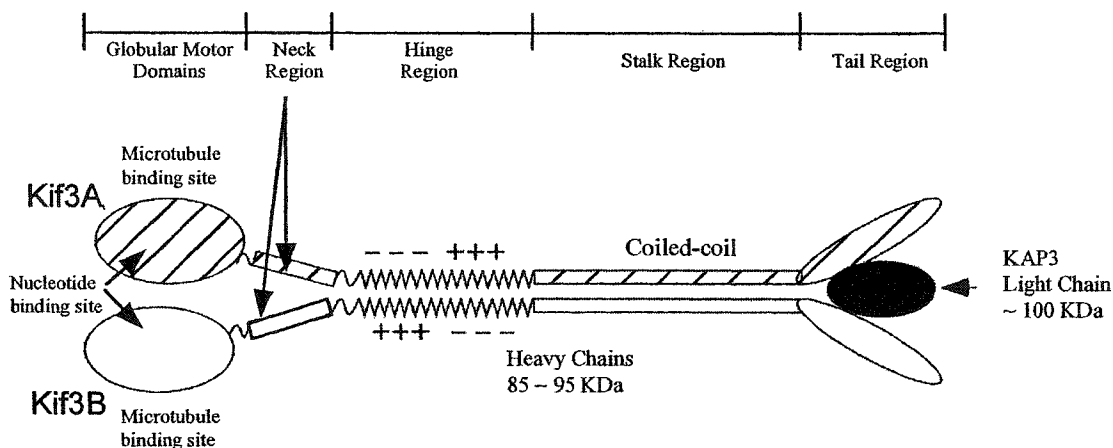 Globular Motor
Domains
Neck
Region
Hinge
Region
Stalk Region
Tail Region
Microtubule
binding site
Kif3A
Nucleotide
binding site
Kif3B
Microtubule
binding site
− − − +++
+++ − − −
Coiled-coil
Heavy Chains
85 ~ 95 KDa
KAP3
Light Chain
~ 100 KDa